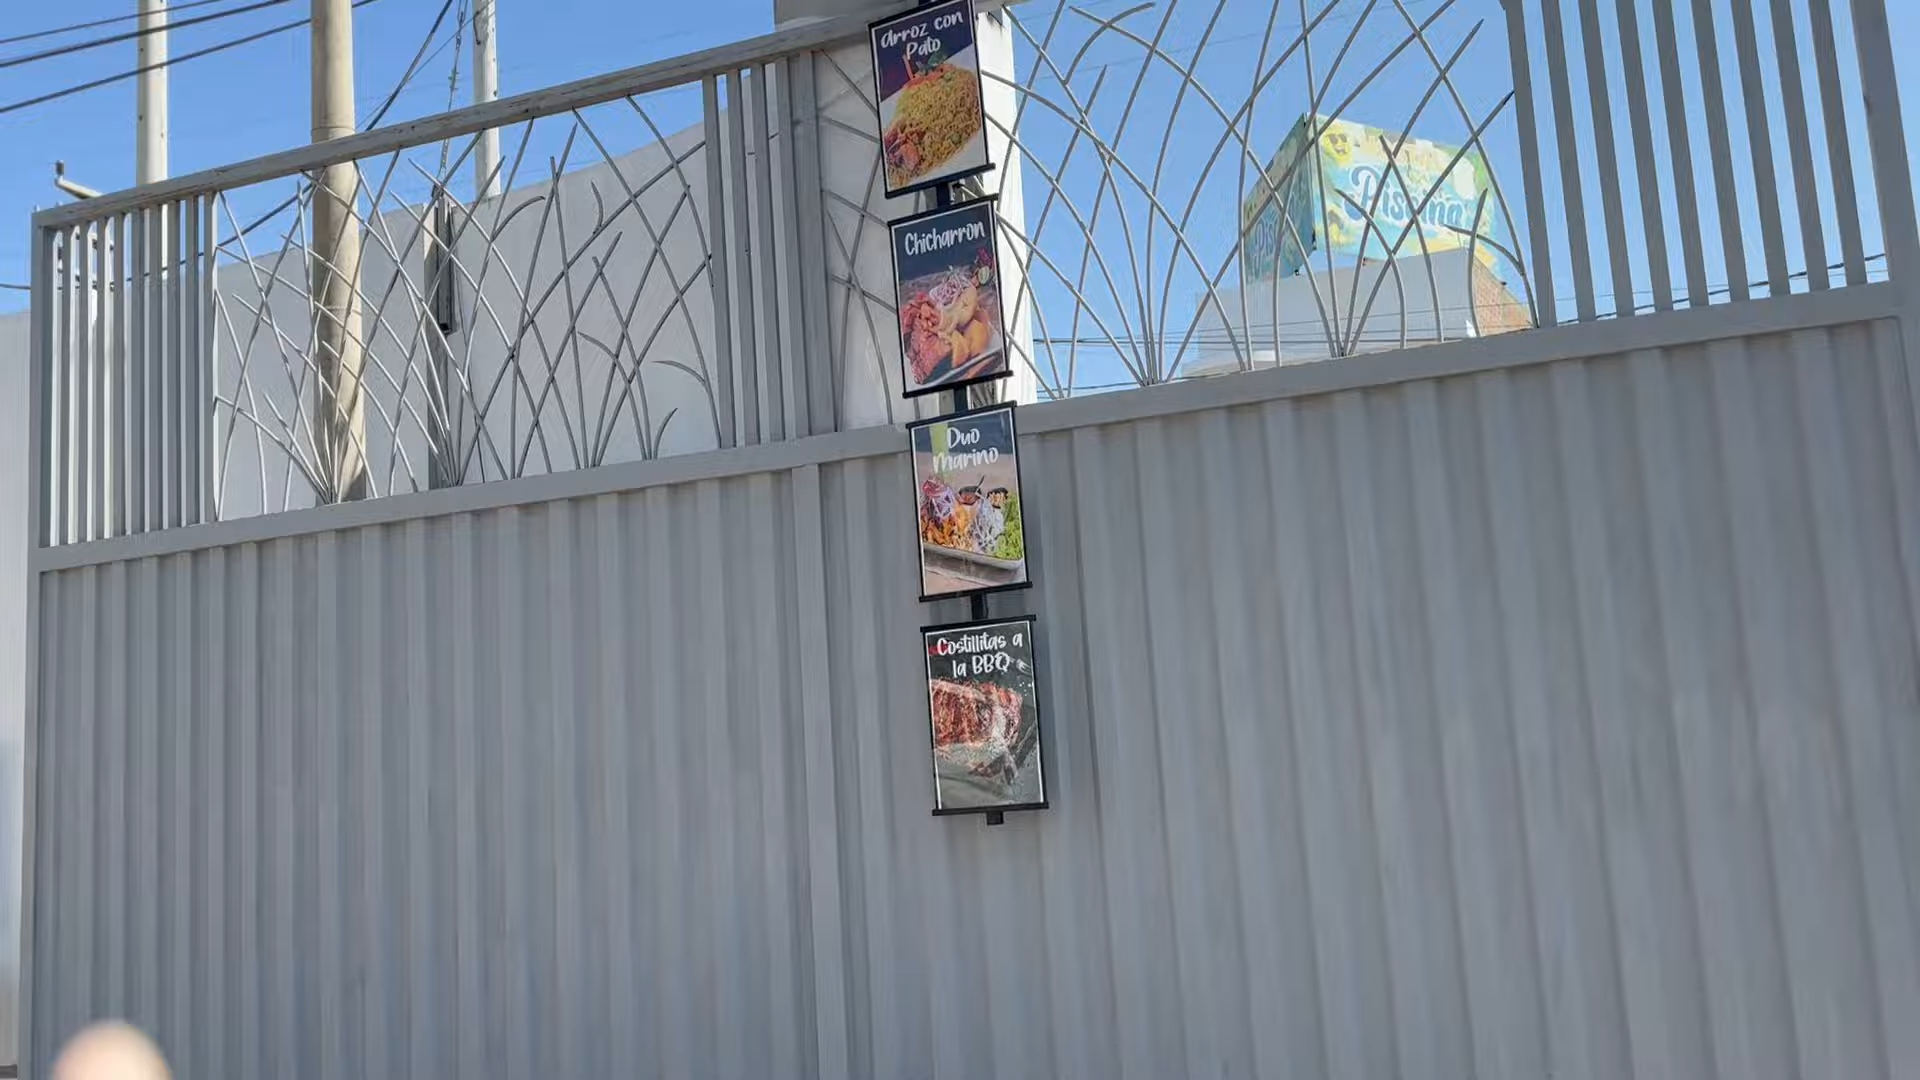 Arroz con
Pato
Chicharron
Duo
Marino
Costillitas a
la BBQ
Piscina